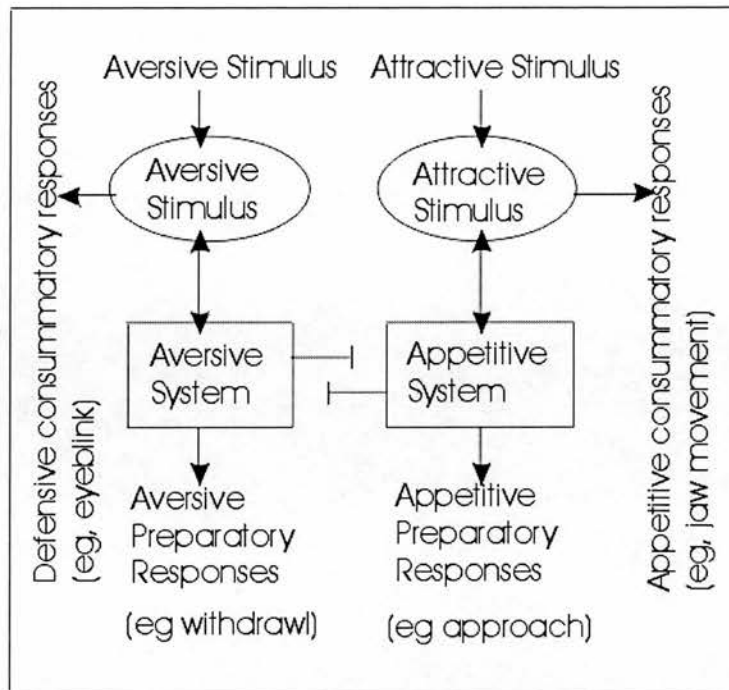 Aversive Stimulus
Attractive Stimulus
Defensive consummatory responses
(eg, eyeblink)
Aversive
Stimulus
Attractive
Stimulus
Appetitive consummatory responses
(eg, jaw movement)
Aversive
System
Appetitive
System
Aversive
Preparatory
Responses
(eg withdrawl)
Appetitive
Preparatory
Responses
(eg approach)